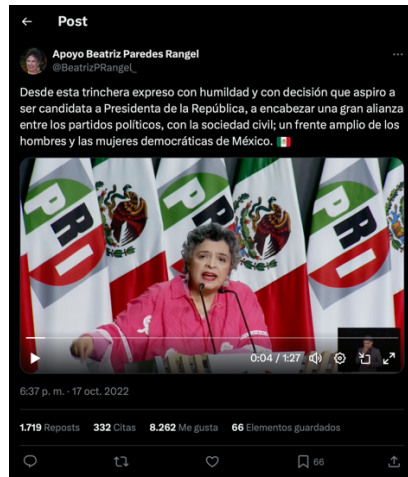 Post
Apoyo Beatriz Paredes Rangel
@BeatrizPRangel_
Desde esta trinchera expreso con humildad y con decisión que aspiro a
ser candidata a Presidenta de la República, a encabezar una gran alianza
entre los partidos políticos, con la sociedad civil; un frente amplio de los
hombres y las mujeres democráticas de México.
PRI
PRI
PRI
0:04 / 1:27
6:37 p. m. · 17 oct. 2022
1.719 Reposts 332 Citas 8.262 Me gusta 66 Elementos guardados
66